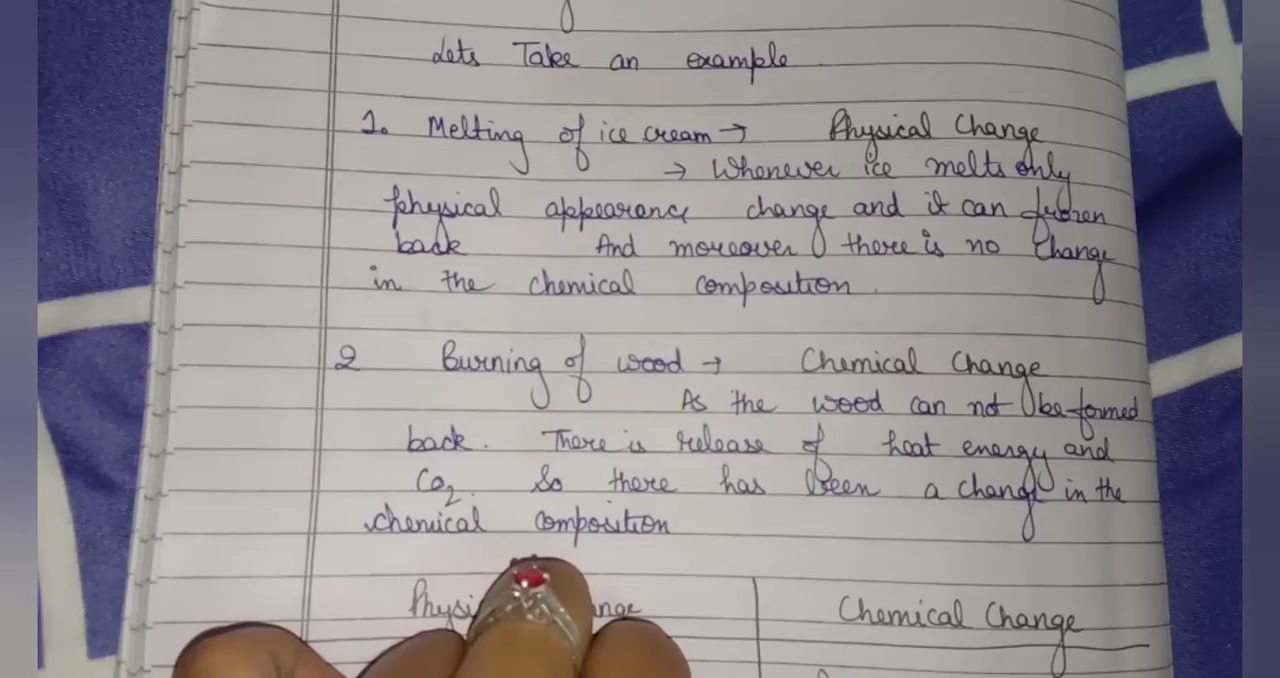 Lets Take an example
1. Melting of ice cream → Physical Change
→ Whenever ice melts only
physical appearance change and it can frozen
back And moreover there is no Change
in the chemical composition.
2 Burning of wood → Chemical Change
As the wood can not be formed
back. There is release of heat energy and
CO2. So there has been a change in the
chemical composition
Chemical Change